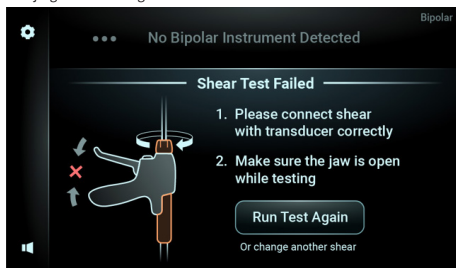 Bipolar
No Bipolar Instrument Detected
Shear Test Failed
1. Please connect shear
with transducer correctly
2. Make sure the jaw is open
while testing
Run Test Again
Or change another shear